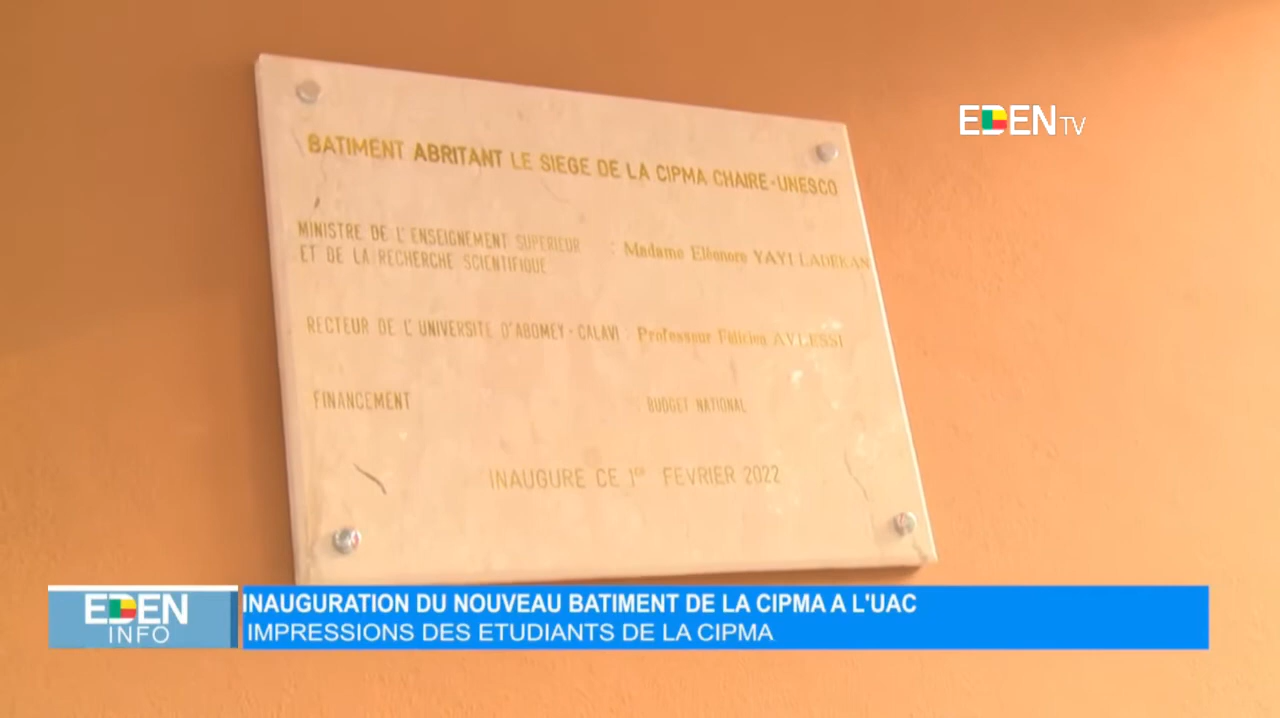 EDEN TV
BATIMENT ABRITANT LE SIEGE DE LA CIPMA CHAIRE-UNESCO
MINISTRE DE L'ENSEIGNEMENT SUPERIEUR
ET DE LA RECHERCHE SCIENTIFIQUE : Madame Eléonore YAYI LADEKAN
RECTEUR DE L'UNIVERSITE D'ABOMEY-CALAVI : Professeur Félicien AVLESSI
FINANCEMENT : BUDGET NATIONAL
INAUGURE CE 1er FEVRIER 2022
EDEN
INFO
INAUGURATION DU NOUVEAU BATIMENT DE LA CIPMA A L'UAC
IMPRESSIONS DES ETUDIANTS DE LA CIPMA